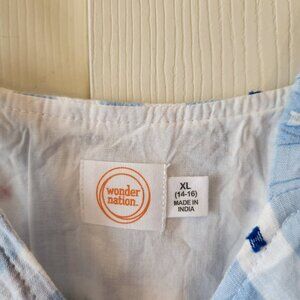 wonder
nation.
XL
(14-16)
MADE IN
INDIA